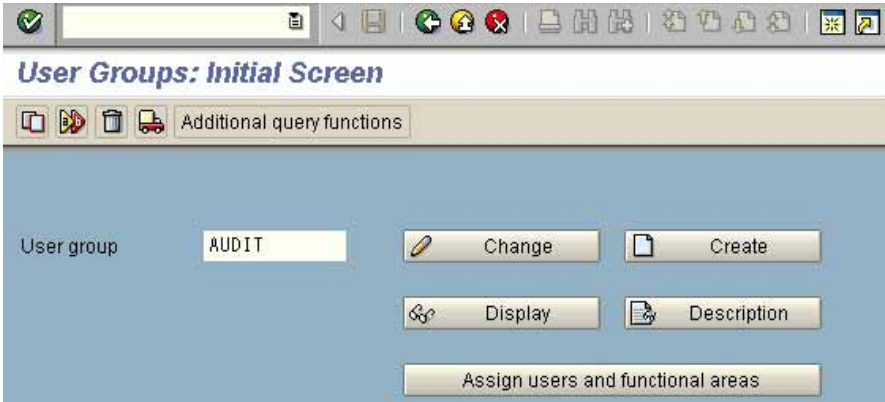 User Groups: Initial Screen
Additional query functions
User group AUDIT Change Create
Display Description
Assign users and functional areas